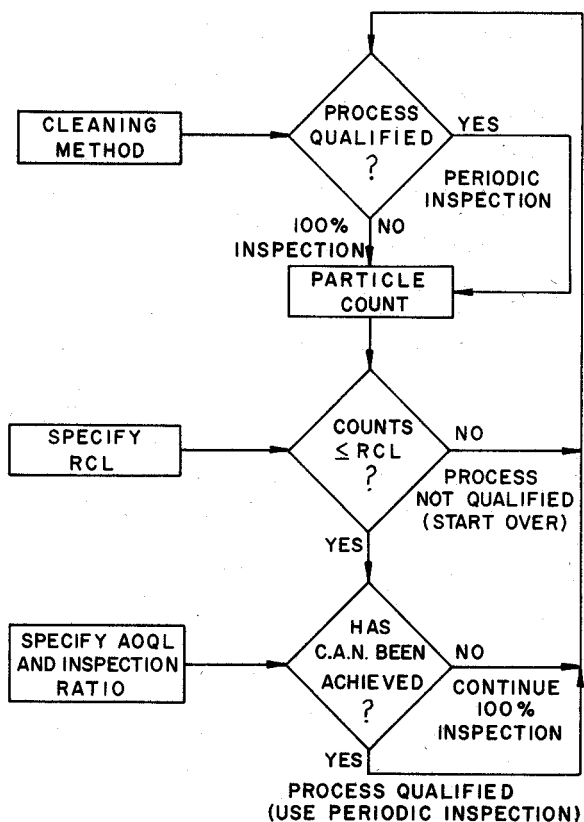 CLEANING
METHOD
PROCESS
QUALIFIED
?
YES
PERIODIC
INSPECTION
100%
INSPECTION
NO
PARTICLE
COUNT
SPECIFY
RCL
COUNTS
≤ RCL
?
NO
PROCESS
NOT QUALIFIED
(START OVER)
YES
SPECIFY AOQL
AND INSPECTION
RATIO
HAS
C.A.N. BEEN
ACHIEVED
?
NO
CONTINUE
100%
INSPECTION
YES
PROCESS QUALIFIED
(USE PERIODIC INSPECTION)